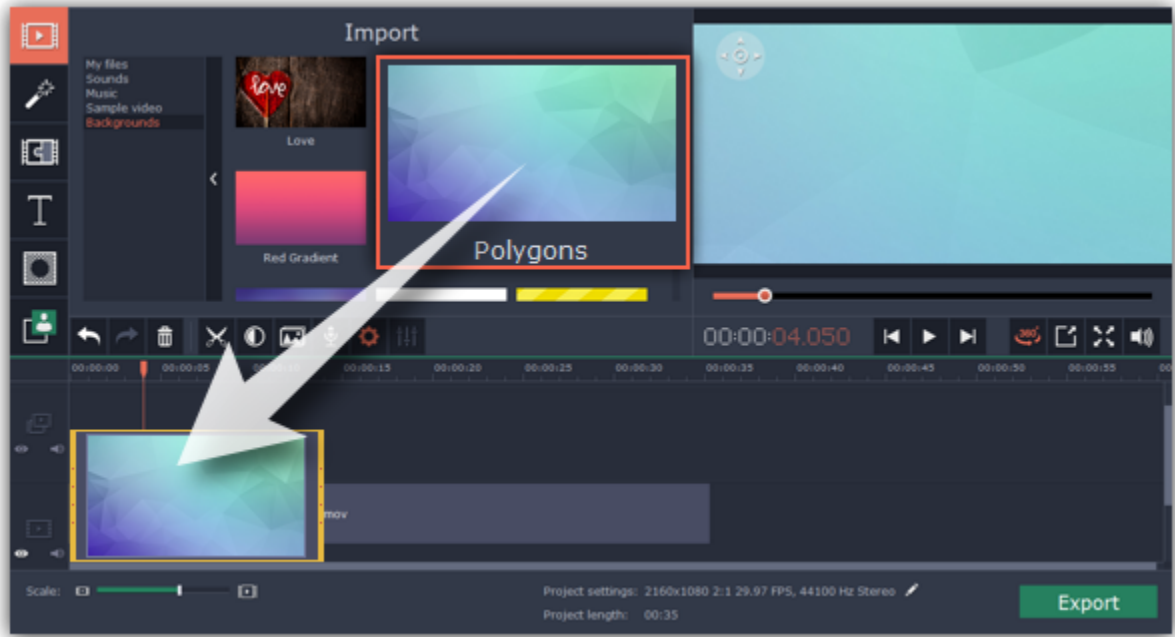 Import
My files
Sounds
Music
Sample video
Backgrounds
love
Love
Red Gradient
Polygons
T
360°
00:00:04.050
00:00:00 00:00:05 00:00:15 00:00:20 00:00:25 00:00:30 00:00:35 00:00:40 00:00:45 00:00:50 00:00:55
mov
Scale:
Project settings: 2160x1080 2:1 29.97 FPS, 44100 Hz Stereo
Project length: 00:35
Export